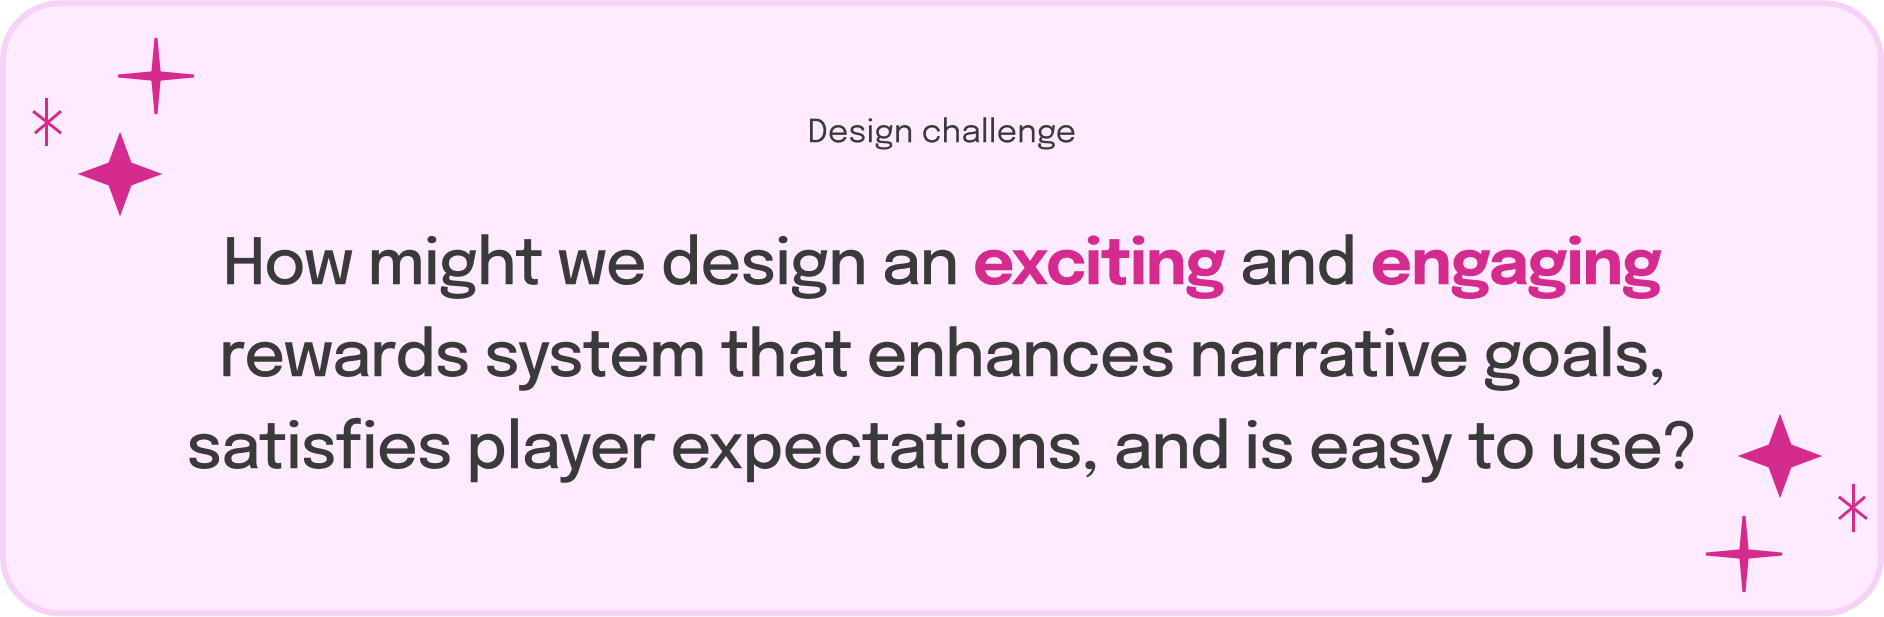 Design challenge
How might we design an exciting and engaging
rewards system that enhances narrative goals,
satisfies player expectations, and is easy to use?